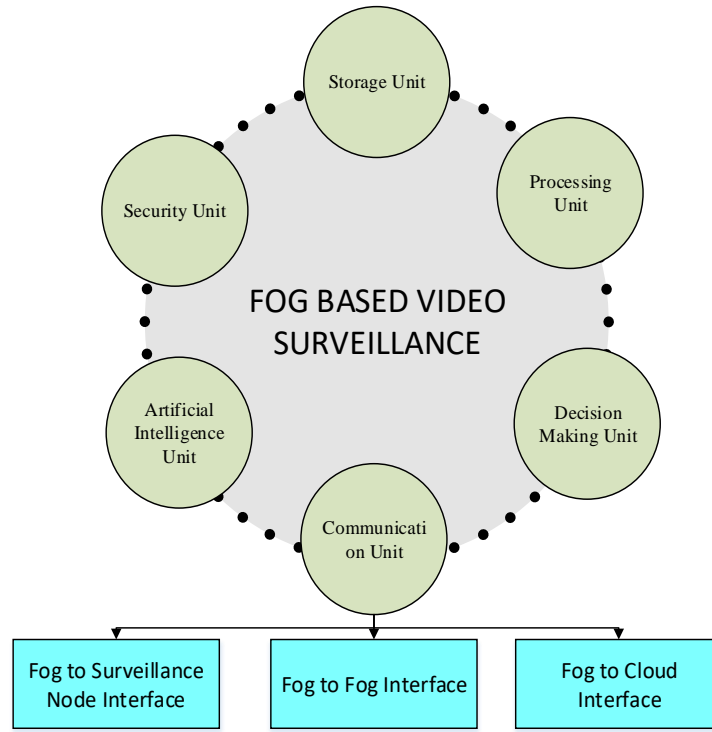 Storage Unit
Processing
Unit
Security Unit
FOG BASED VIDEO
SURVEILLANCE
Artificial
Intelligence
Unit
Decision
Making Unit
Communicati
on Unit
Fog to Surveillance
Node Interface
Fog to Fog Interface
Fog to Cloud
Interface